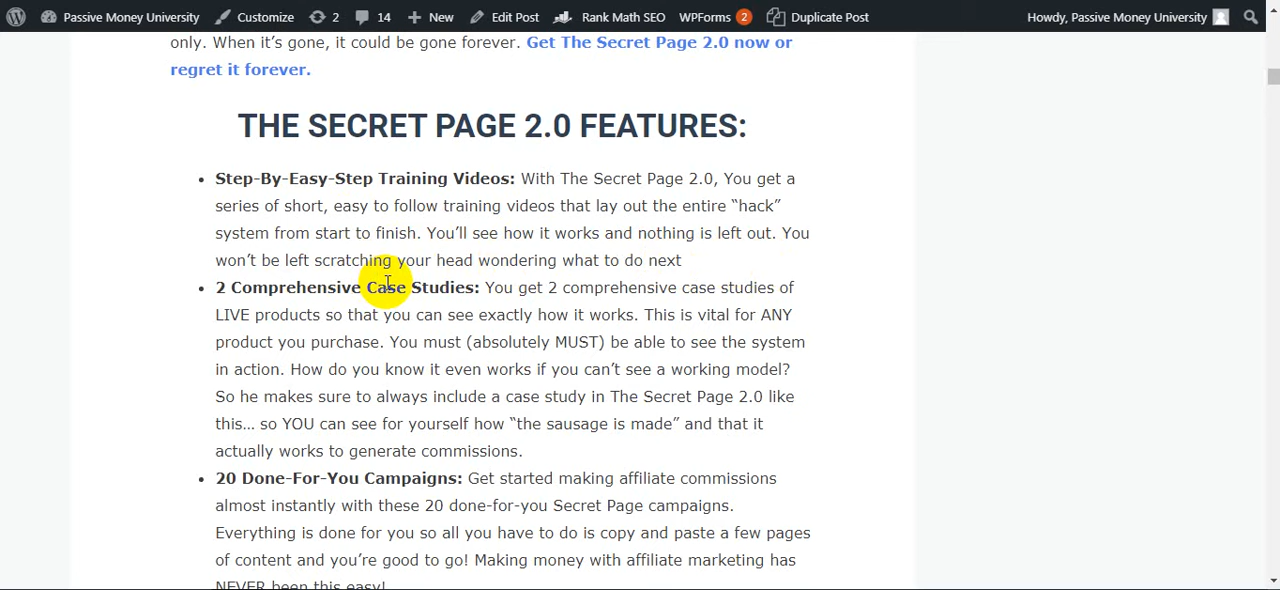 Passive Money University Customize 2 14 New Edit Post Rank Math SEO WPForms 2 Duplicate Post Howdy, Passive Money University
only. When it’s gone, it could be gone forever. Get The Secret Page 2.0 now or
regret it forever.
THE SECRET PAGE 2.0 FEATURES:
• Step-By-Easy-Step Training Videos: With The Secret Page 2.0, You get a
series of short, easy to follow training videos that lay out the entire “hack”
system from start to finish. You’ll see how it works and nothing is left out. You
won’t be left scratching your head wondering what to do next
• 2 Comprehensive Case Studies: You get 2 comprehensive case studies of
LIVE products so that you can see exactly how it works. This is vital for ANY
product you purchase. You must (absolutely MUST) be able to see the system
in action. How do you know it even works if you can’t see a working model?
So he makes sure to always include a case study in The Secret Page 2.0 like
this… so YOU can see for yourself how “the sausage is made” and that it
actually works to generate commissions.
• 20 Done-For-You Campaigns: Get started making affiliate commissions
almost instantly with these 20 done-for-you Secret Page campaigns.
Everything is done for you so all you have to do is copy and paste a few pages
of content and you’re good to go! Making money with affiliate marketing has
NEVER been this easy!